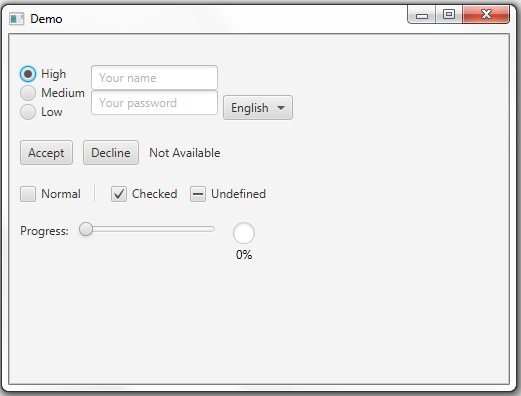 Demo
High
Medium
Low
Your name
Your password
English
Accept
Decline
Not Available
Normal
Checked
Undefined
Progress:
0%